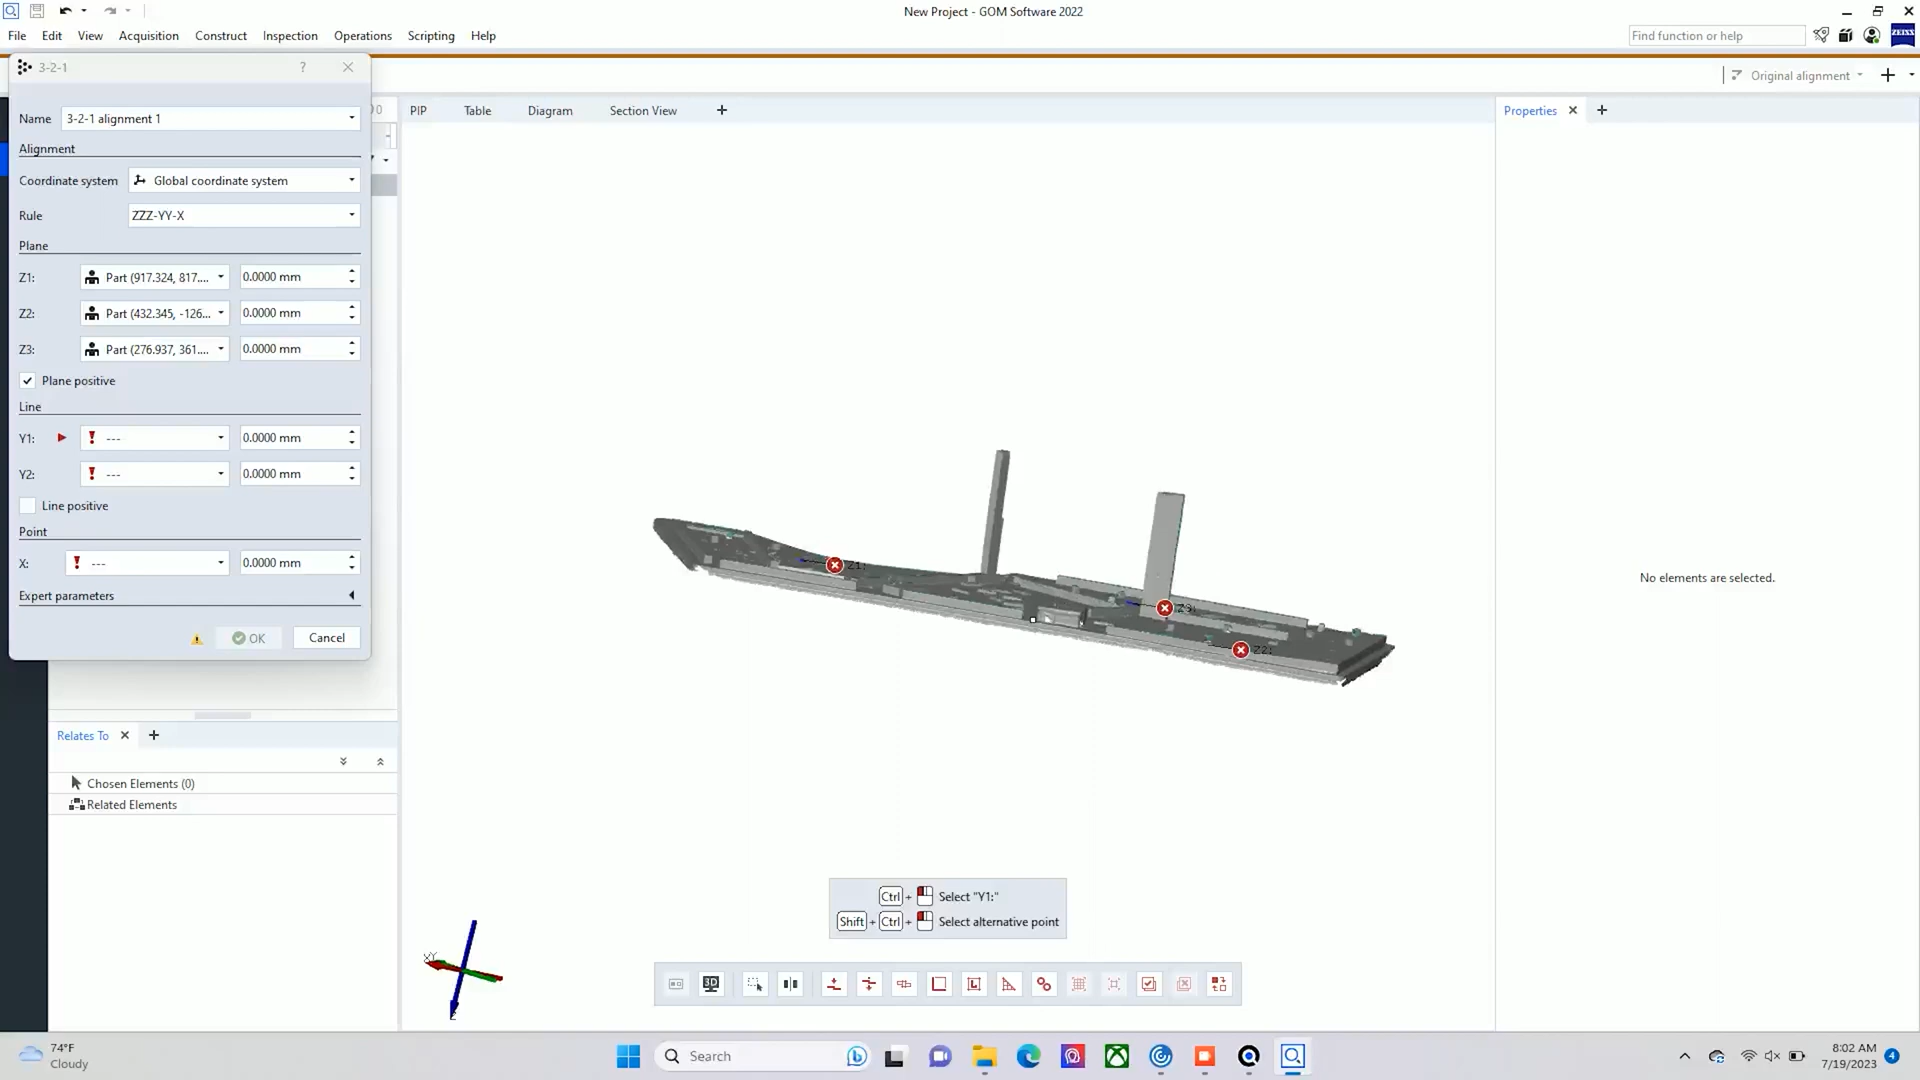 New Project - GOM Software 2022
File Edit View Acquisition Construct Inspection Operations Scripting Help
Find function or help
ZEISS
3-2-1 ?
Original alignment
Name 3-2-1 alignment 1
PIP Table Diagram Section View
Properties
Alignment
Coordinate system Global coordinate system
Rule ZZZ-YY-X
Plane
Z1: Part (917.324, 817.... 0.0000 mm
Z2: Part (432.345, -126... 0.0000 mm
Z3: Part (276.937, 361.... 0.0000 mm
Plane positive
Line
Y1: --- 0.0000 mm
Y2: --- 0.0000 mm
Line positive
Point
X: --- 0.0000 mm
Expert parameters
OK Cancel
Z1:
Z3:
Z2:
No elements are selected.
Relates To
Chosen Elements (0)
Related Elements
Ctrl + Select "Y1:"
Shift + Ctrl + Select alternative point
3D
74°F
Cloudy
Search
8:02 AM
7/19/2023
4